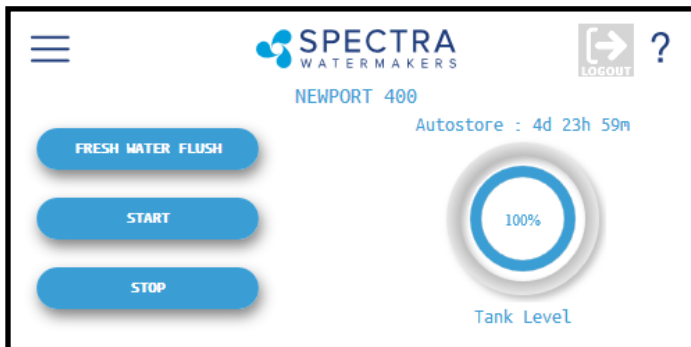 SPECTRA
WATERMAKERS
LOGOUT
?
NEWPORT 400
Autostore : 4d 23h 59m
FRESH WATER FLUSH
START
STOP
100%
Tank Level